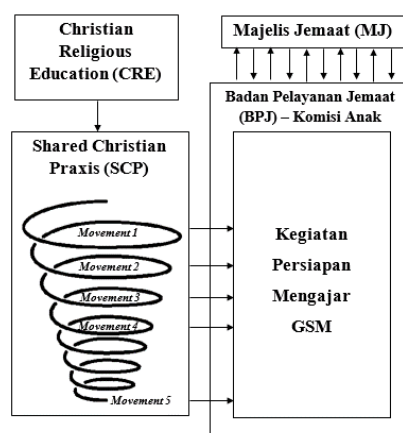 Christian
Religious
Education (CRE)
Majelis Jemaat (MJ)
Badan Pelayanan Jemaat
(BPJ) – Komisi Anak
Shared Christian
Praxis (SCP)
Movement 1
Movement 2
Movement 3
Movement 4
Movement 5
Kegiatan
Persiapan
Mengajar
GSM